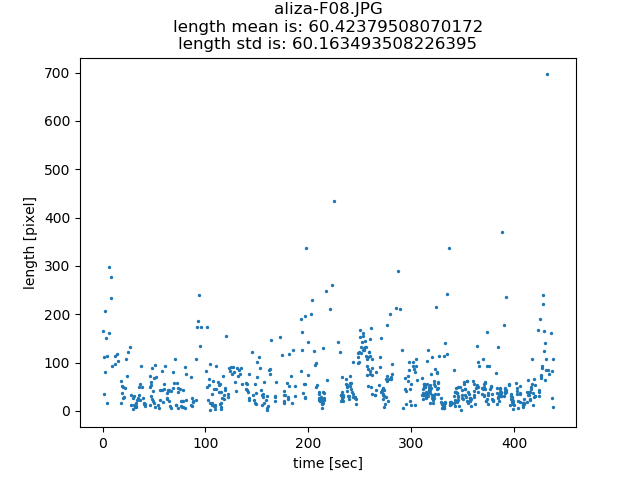 aliza-F08.JPG
length mean is: 60.42379508070172
length std is: 60.163493508226395
700
600
500
400
300
200
100
0
length [pixel]
0 100 200 300 400
time [sec]